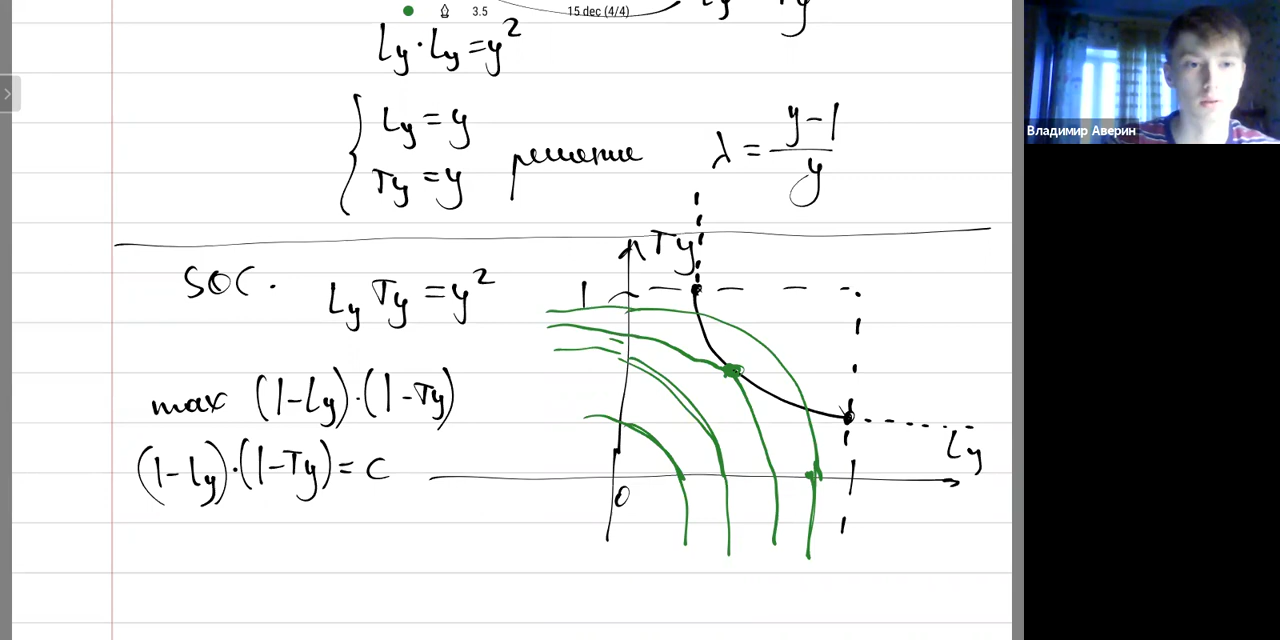 3.5 15 dec (4/4)
Ly · Ly = y²
{ Ly = y
Ty = y решение λ = (y-1)/y
SOC. Ly Ty = y²
Ty
1
max (1-Ly)·(1-Ty)
(1-Ly)·(1-Ty) = C
Ly
0
Владимир Аверин